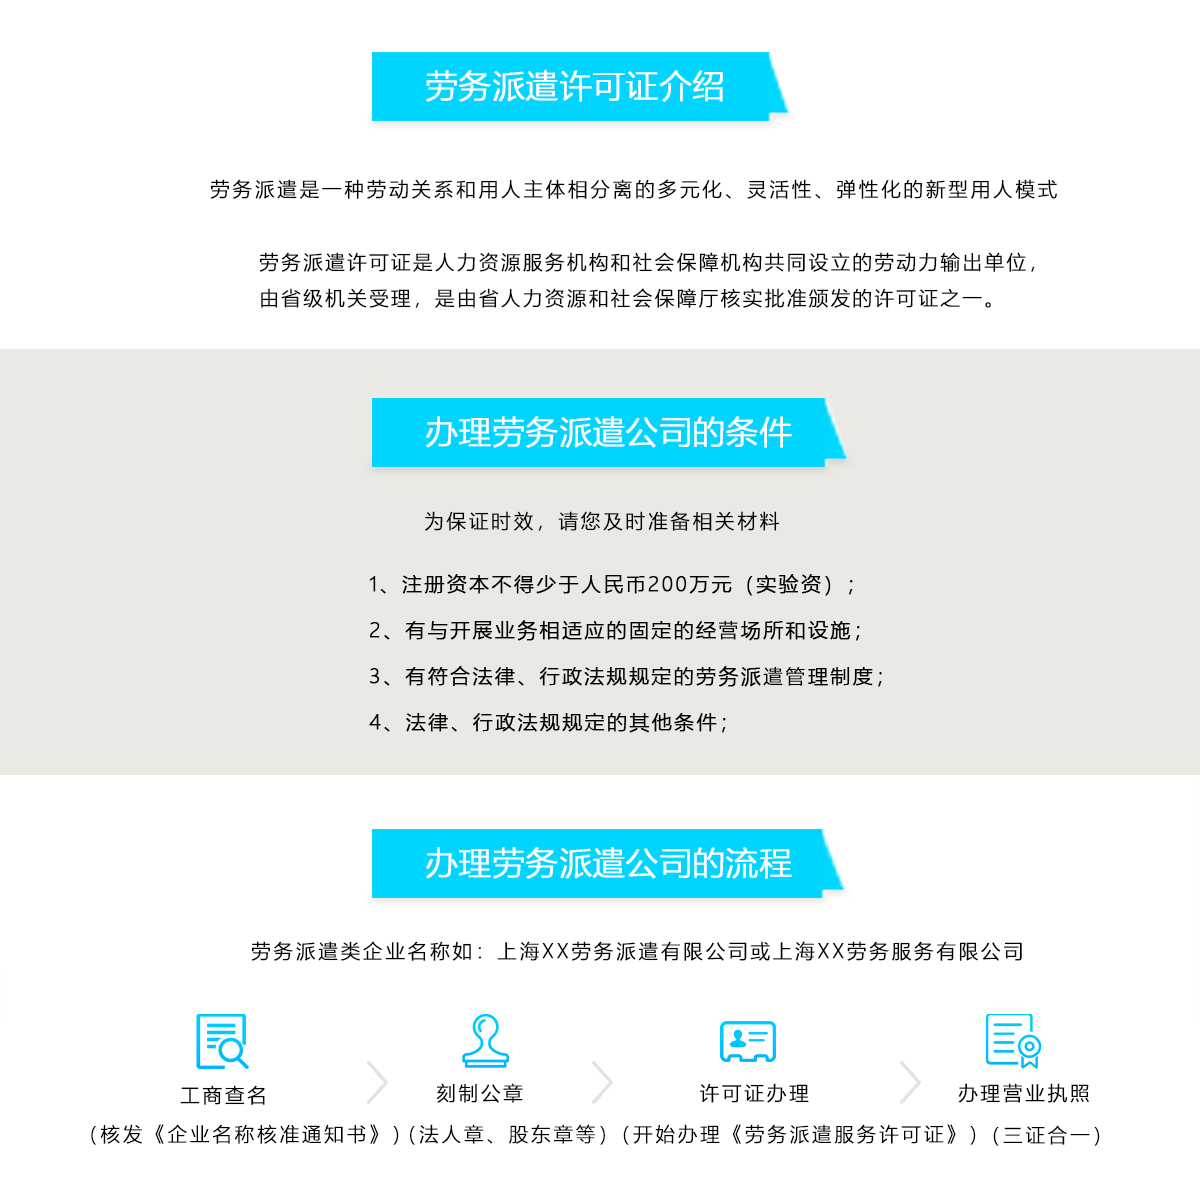 劳务派遣许可证介绍
劳务派遣是一种劳动关系和用人主体相分离的多元化、灵活性、弹性化的新型用人模式
劳务派遣许可证是人力资源服务机构和社会保障机构共同设立的劳动力输出单位，
由省级机关受理，是由省人力资源和社会保障厅核实批准颁发的许可证之一。
办理劳务派遣公司的条件
为保证时效，请您及时准备相关材料
1、注册资本不得少于人民币200万元（实验资）；
2、有与开展业务相适应的固定的经营场所和设施；
3、有符合法律、行政法规规定的劳务派遣管理制度；
4、法律、行政法规规定的其他条件；
办理劳务派遣公司的流程
劳务派遣类企业名称如：上海XX劳务派遣有限公司或上海XX劳务服务有限公司
工商查名 刻制公章 许可证办理 办理营业执照
（核发《企业名称核准通知书》）（法人章、股东章等）（开始办理《劳务派遣服务许可证》）（三证合一）